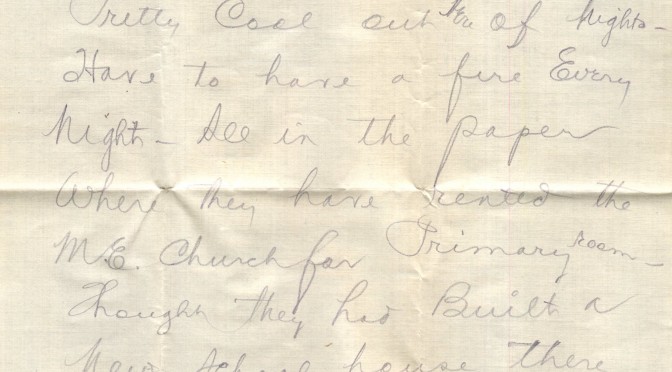 Pretty Cool out here of Nights-
Have to have a fire Every
Night- See in the paper
Where they have rented the
M.E. Church for Primary room-
Thought they had Built a
New School house there